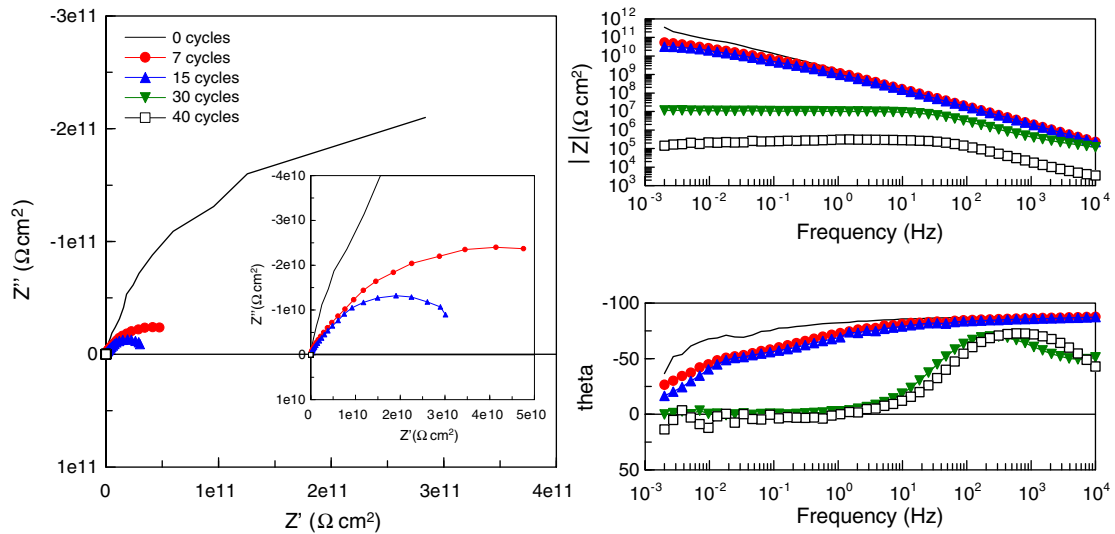 -3e11
-2e11
-1e11
0
1e11
Z'' (Ω cm²)
0 cycles
7 cycles
15 cycles
30 cycles
40 cycles
0
1e11
2e11
3e11
4e11
Z' (Ω cm²)
-4e10
-3e10
-2e10
-1e10
0
1e10
Z''(Ω cm²)
0
1e10
2e10
3e10
4e10
5e10
Z'(Ω cm²)
10¹²
10¹¹
10¹⁰
10⁹
10⁸
10⁷
10⁶
10⁵
10⁴
10³
|Z|(Ω cm²)
10⁻³
10⁻²
10⁻¹
10⁰
10¹
10²
10³
10⁴
Frequency (Hz)
-100
-50
0
50
theta
10⁻³
10⁻²
10⁻¹
10⁰
10¹
10²
10³
10⁴
Frequency (Hz)